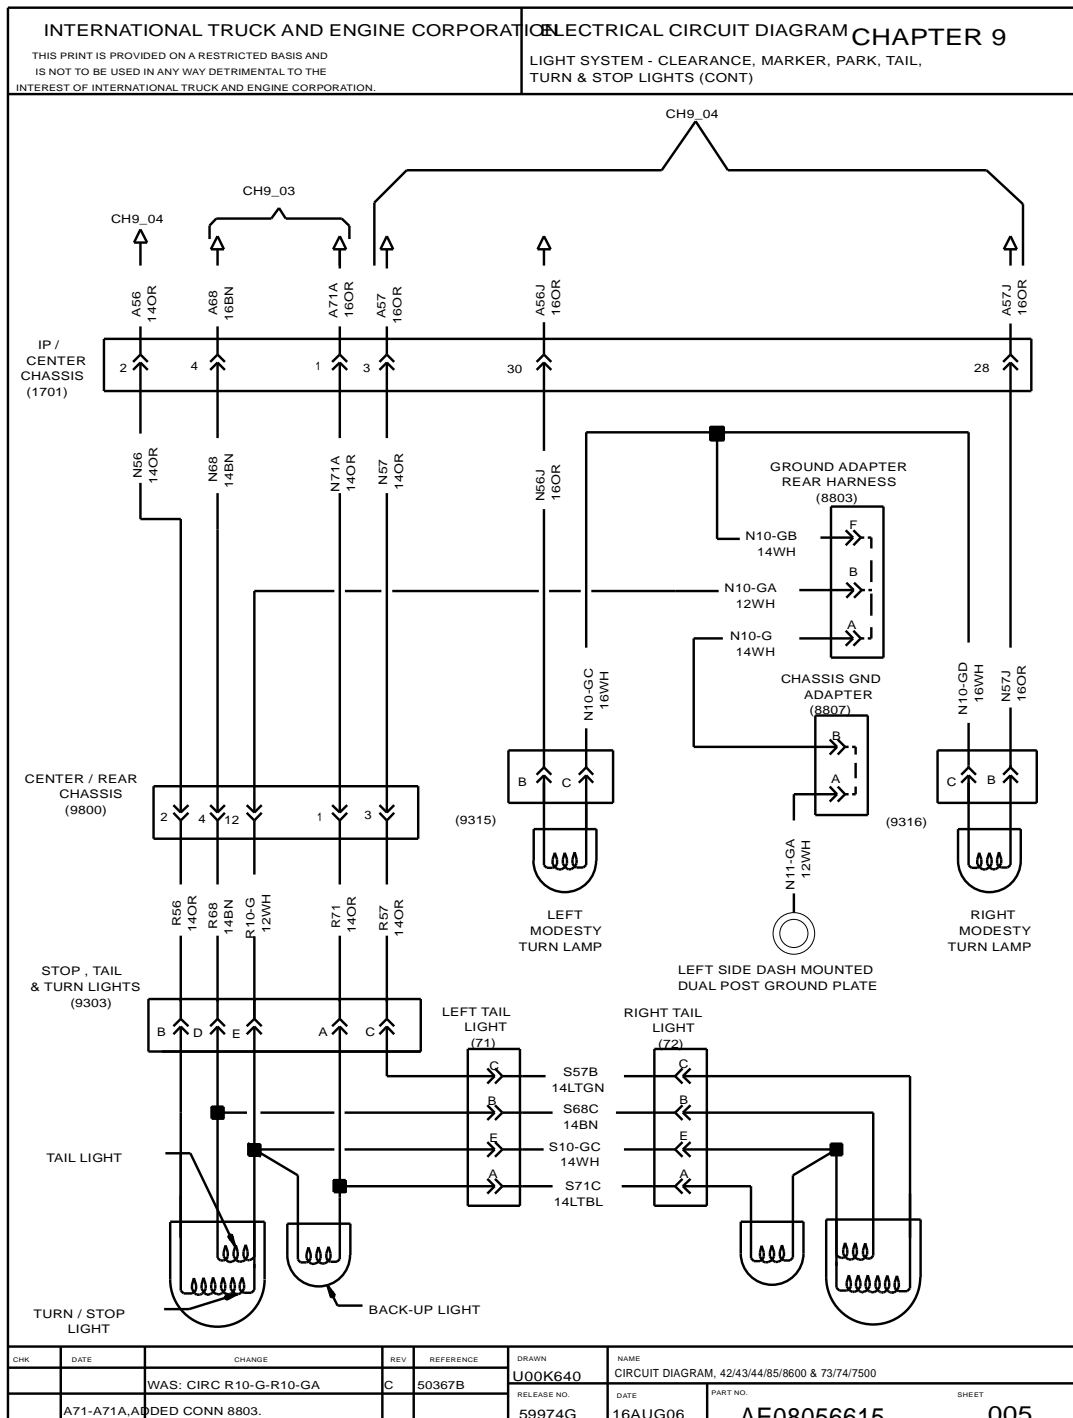 INTERNATIONAL TRUCK AND ENGINE CORPORATION
THIS PRINT IS PROVIDED ON A RESTRICTED BASIS AND
IS NOT TO BE USED IN ANY WAY DETRIMENTAL TO THE
INTEREST OF INTERNATIONAL TRUCK AND ENGINE CORPORATION.
ELECTRICAL CIRCUIT DIAGRAM
CHAPTER 9
LIGHT SYSTEM - CLEARANCE, MARKER, PARK, TAIL,
TURN & STOP LIGHTS (CONT)
CH9_04
CH9_03
CH9_04
A56
14OR
A68
16BN
A71A
16OR
A57
16OR
A56J
16OR
A57J
16OR
IP /
CENTER
CHASSIS
(1701)
2
4
1
3
30
28
N56
14OR
N68
14BN
N71A
14OR
N57
14OR
N56J
16OR
GROUND ADAPTER
REAR HARNESS
(8803)
N10-GB
14WH
F
N10-GA
12WH
B
N10-G
14WH
A
N10-GC
16WH
N10-GD
16WH
N57J
16OR
CHASSIS GND
ADAPTER
(8807)
B
A
N11-GA
12WH
CENTER / REAR
CHASSIS
(9800)
2
4
12
1
3
B
C
(9315)
C
B
(9316)
R56
14OR
R68
14BN
R10-G
12WH
R71
14OR
R57
14OR
LEFT
MODESTY
TURN LAMP
RIGHT
MODESTY
TURN LAMP
LEFT SIDE DASH MOUNTED
DUAL POST GROUND PLATE
STOP , TAIL
& TURN LIGHTS
(9303)
B
D
E
A
C
LEFT TAIL
LIGHT
(71)
RIGHT TAIL
LIGHT
(72)
C
S57B
14LTGN
C
B
S68C
14BN
B
E
S10-GC
14WH
E
A
S71C
14LTBL
A
TAIL LIGHT
TURN / STOP
LIGHT
BACK-UP LIGHT
CHK
DATE
CHANGE
REV
REFERENCE
DRAWN
NAME
WAS: CIRC R10-G-R10-GA
C
50367B
U00K640
CIRCUIT DIAGRAM, 42/43/44/85/8600 & 73/74/7500
A71-A71A,ADDED CONN 8803.
RELEASE NO.
59974G
DATE
16AUG06
PART NO.
AE08056615
SHEET
005